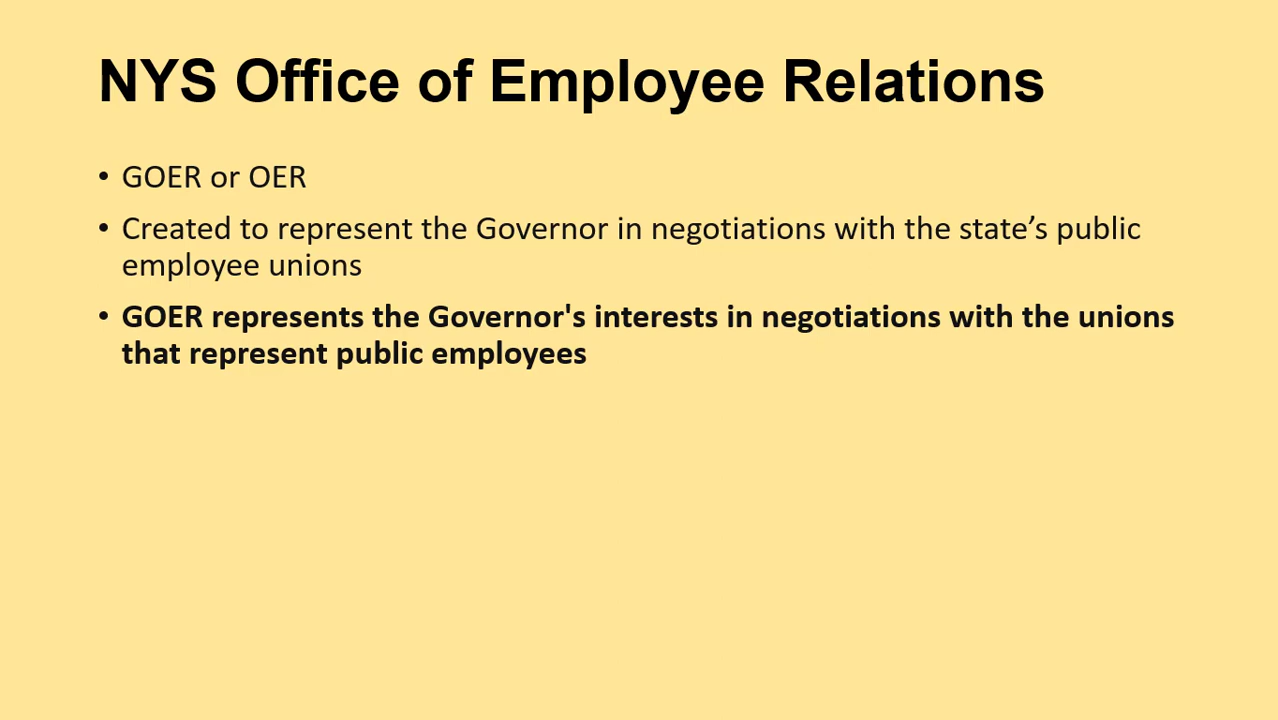 NYS Office of Employee Relations
• GOER or OER
• Created to represent the Governor in negotiations with the state’s public
employee unions
• GOER represents the Governor's interests in negotiations with the unions
that represent public employees